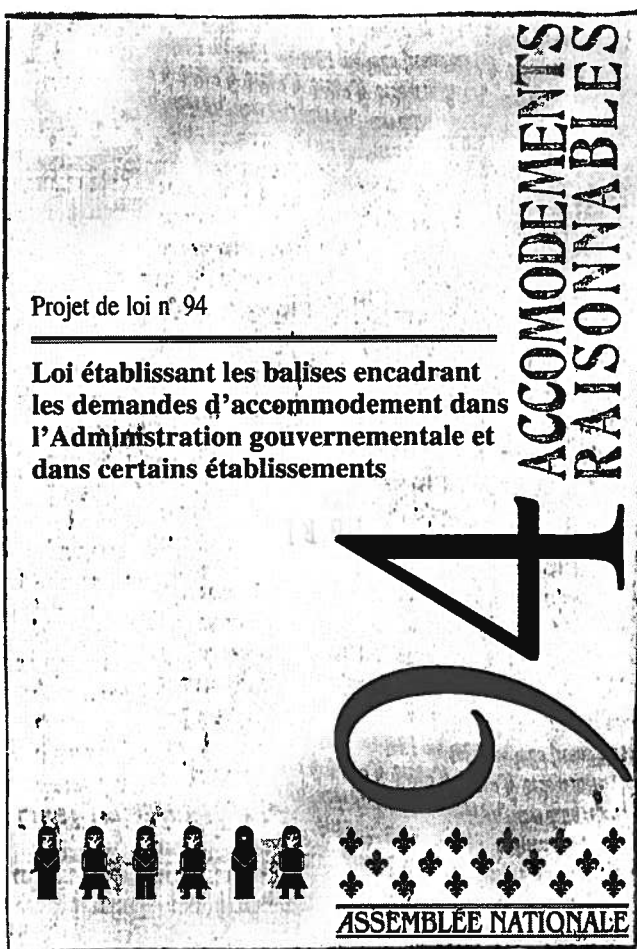 ACCOMODEMENTS
RAISONNABLES
Projet de loi n° 94
Loi établissant les balises encadrant
les demandes d'accommodement dans
l'Administration gouvernementale et
dans certains établissements
94
ASSEMBLÉE NATIONALE